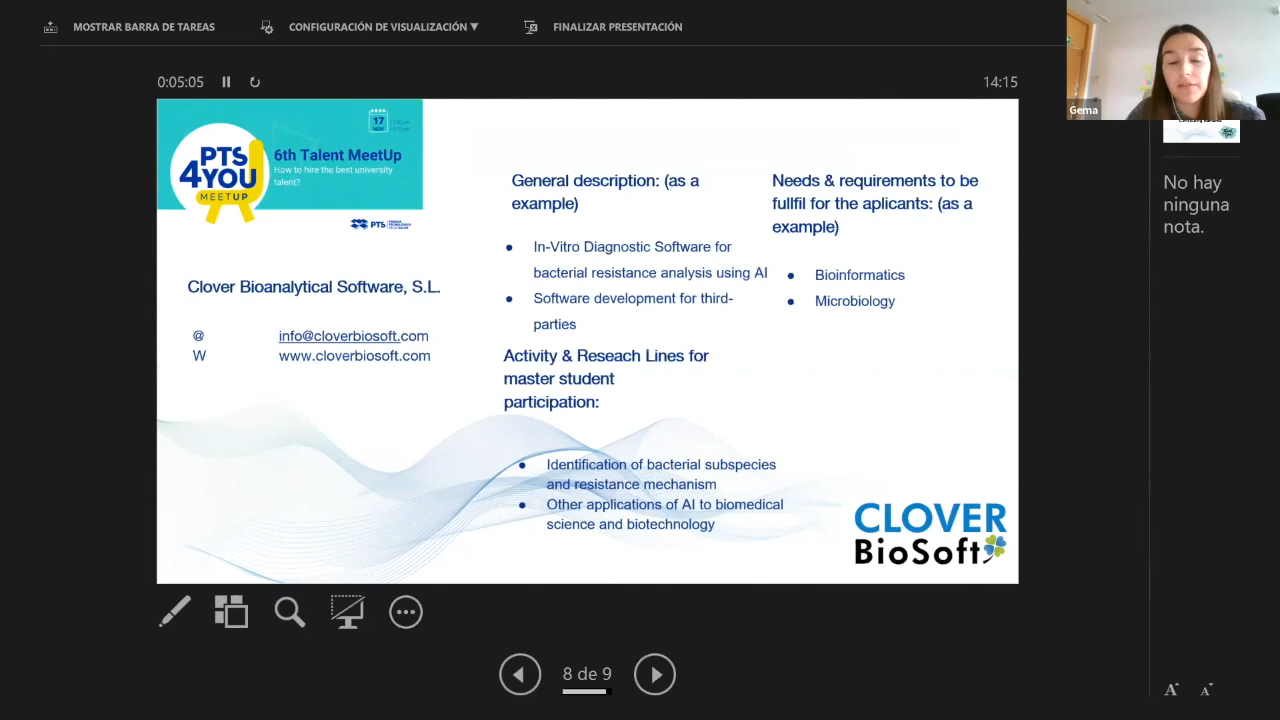 MOSTRAR BARRA DE TAREAS
CONFIGURACIÓN DE VISUALIZACIÓN ▼
FINALIZAR PRESENTACIÓN
0:05:05
14:15
Gema
17
NOV
PTS
4YOU
MEETUP
6th Talent MeetUp
How to hire the best university
talent?
PTS
Clover Bioanalytical Software, S.L.
@ info@cloverbiosoft.com
W www.cloverbiosoft.com
General description: (as a
example)
• In-Vitro Diagnostic Software for
bacterial resistance analysis using AI
• Software development for third-
parties
Activity & Reseach Lines for
master student
participation:
• Identification of bacterial subspecies
and resistance mechanism
• Other applications of AI to biomedical
science and biotechnology
Needs & requirements to be
fullfil for the aplicants: (as a
example)
• Bioinformatics
• Microbiology
CLOVER
BioSoft
No hay
ninguna
nota.
8 de 9
A A